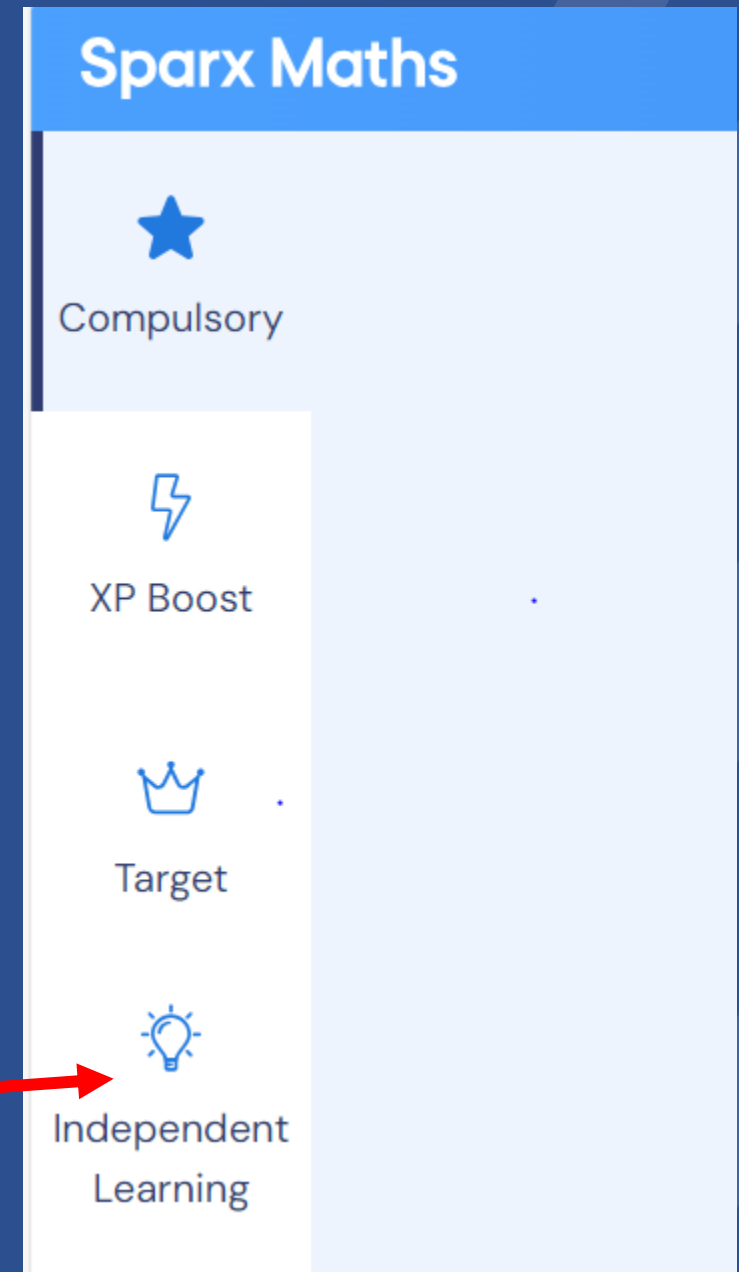 Sparx Maths
Compulsory
XP Boost
Target
Independent
Learning